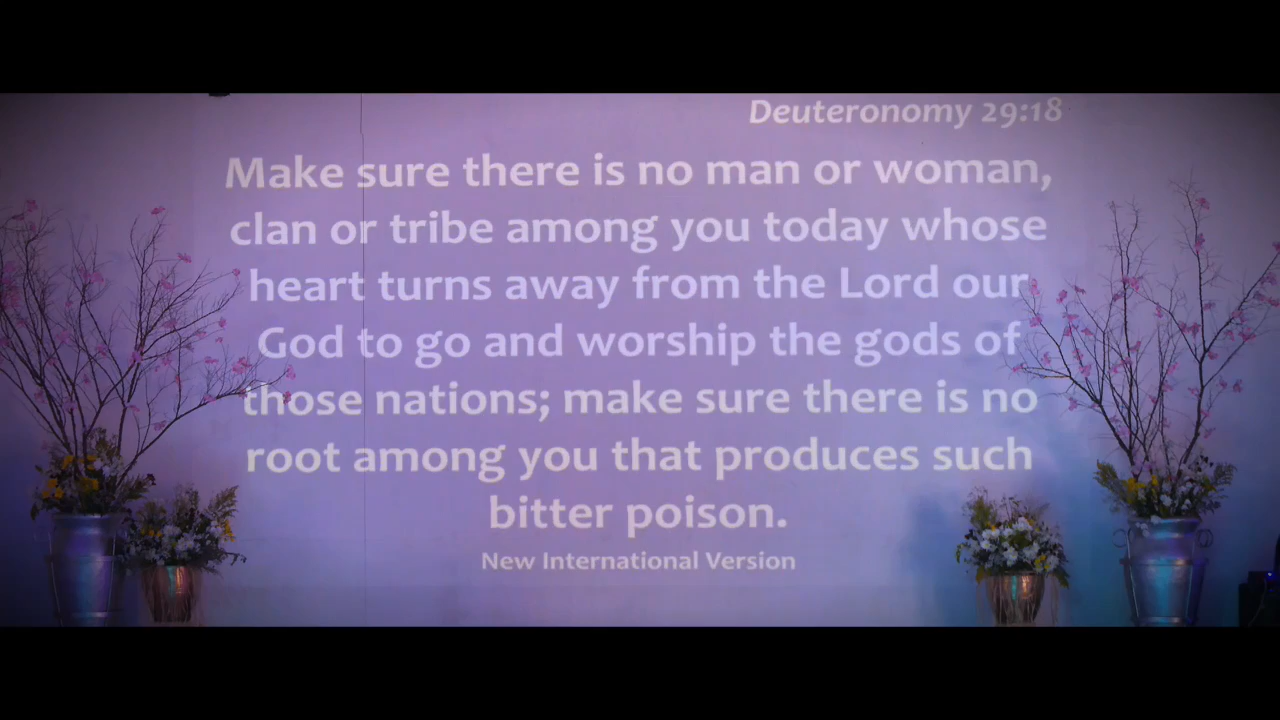 Deuteronomy 29:18
Make sure there is no man or woman,
clan or tribe among you today whose
heart turns away from the Lord our
God to go and worship the gods of
those nations; make sure there is no
root among you that produces such
bitter poison.
New International Version